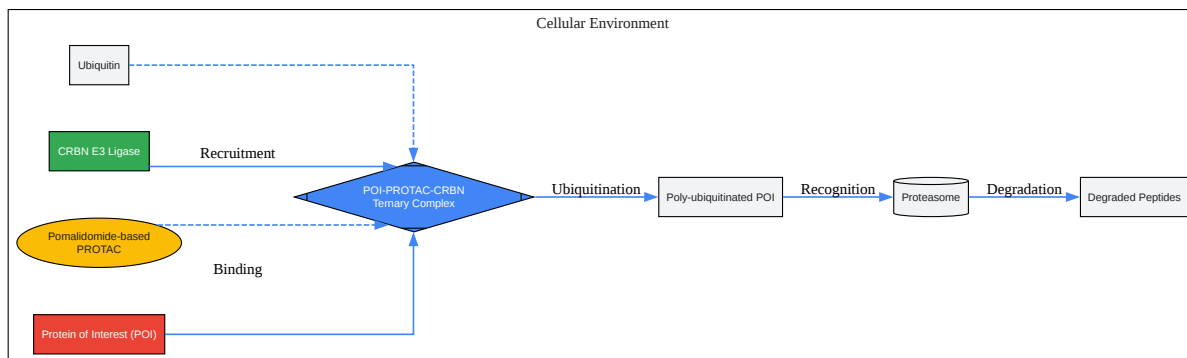 Cellular Environment
Ubiquitin
CRBN E3 Ligase
Recruitment
POI-PROTAC-CRBN
Ternary Complex
Ubiquitination
Poly-ubiquitinated POI
Recognition
Proteasome
Degradation
Degraded Peptides
Pomalidomide-based
PROTAC
Binding
Protein of Interest (POI)